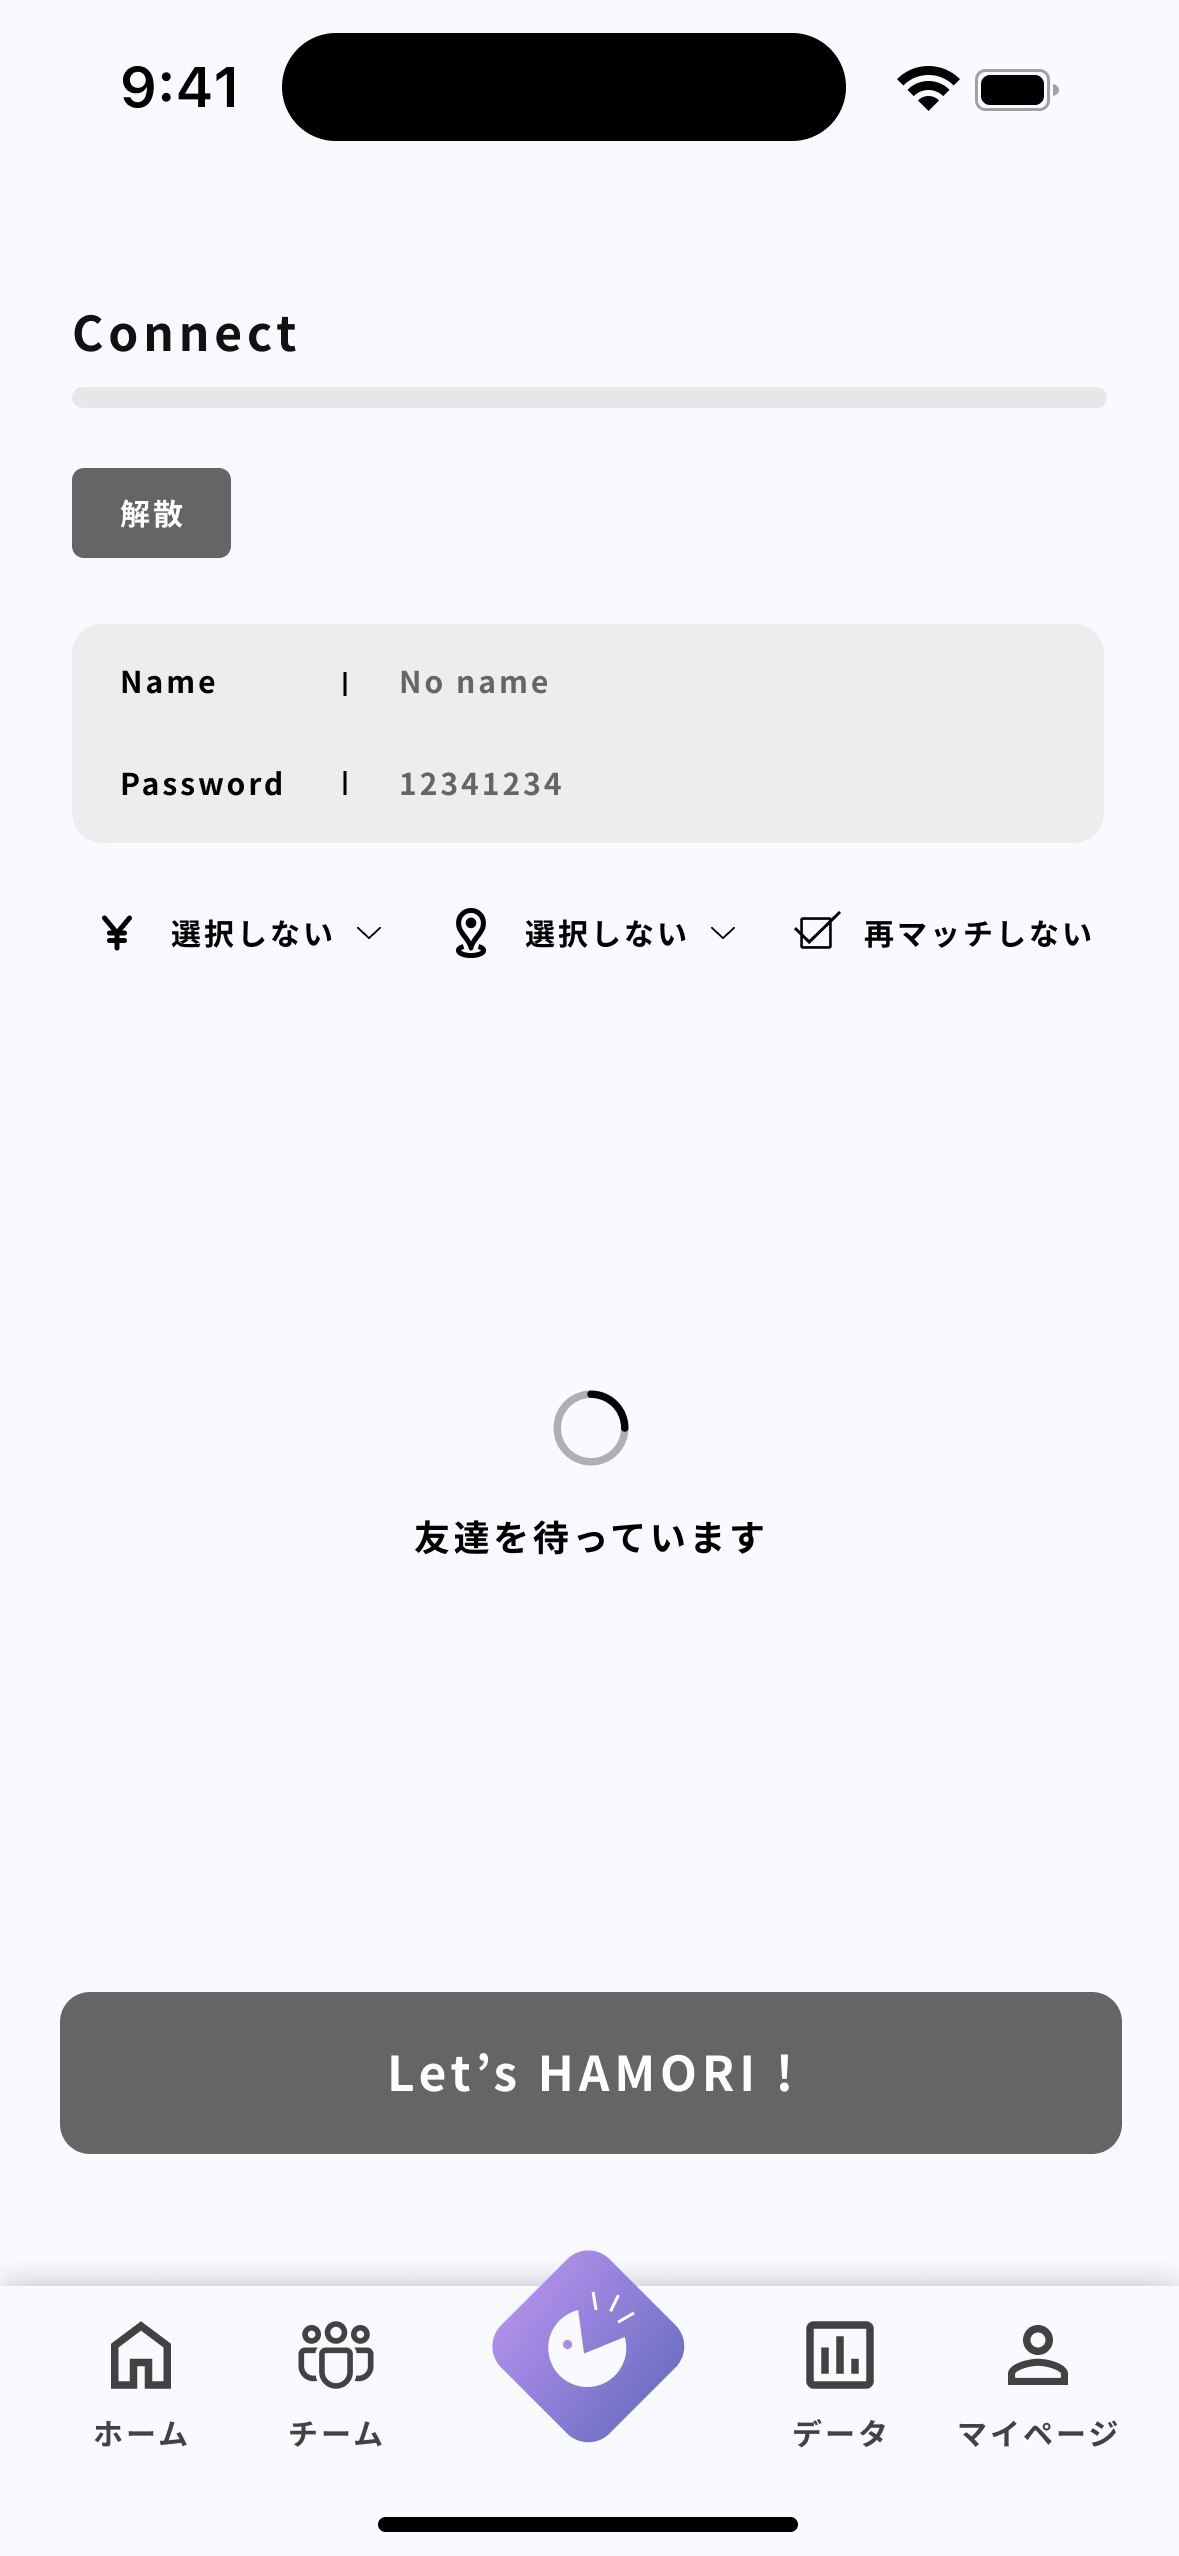 9:41
Connect
解散
Name | No name
Password | 12341234
¥ 選択しない 選択しない 再マッチしない
友達を待っています
Let’s HAMORI !
ホーム チーム データ マイページ